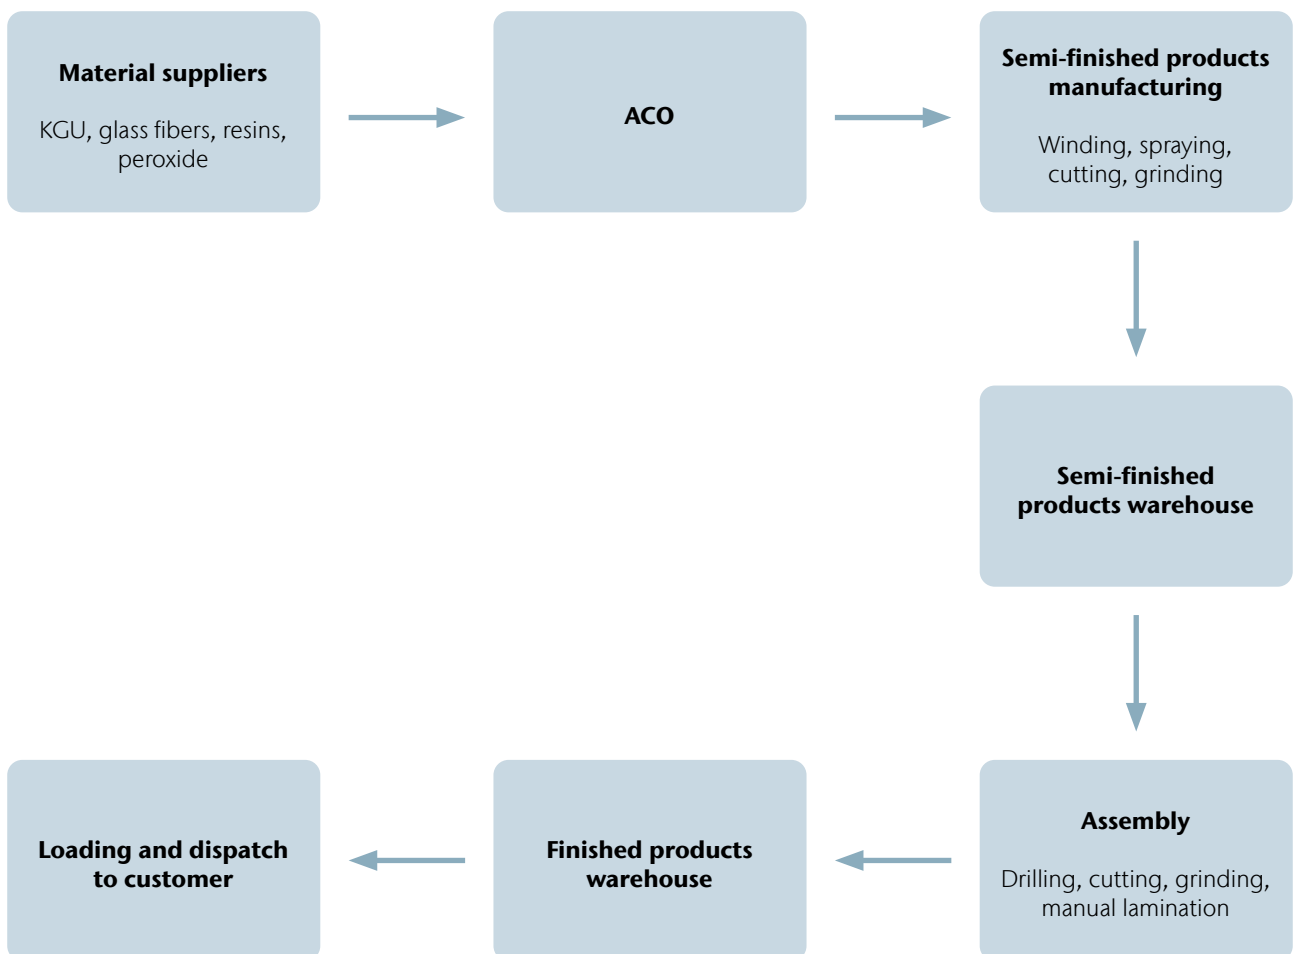 Material suppliers
KGU, glass fibers, resins,
peroxide
ACO
Semi-finished products
manufacturing
Winding, spraying,
cutting, grinding
Semi-finished
products warehouse
Assembly
Drilling, cutting, grinding,
manual lamination
Finished products
warehouse
Loading and dispatch
to customer